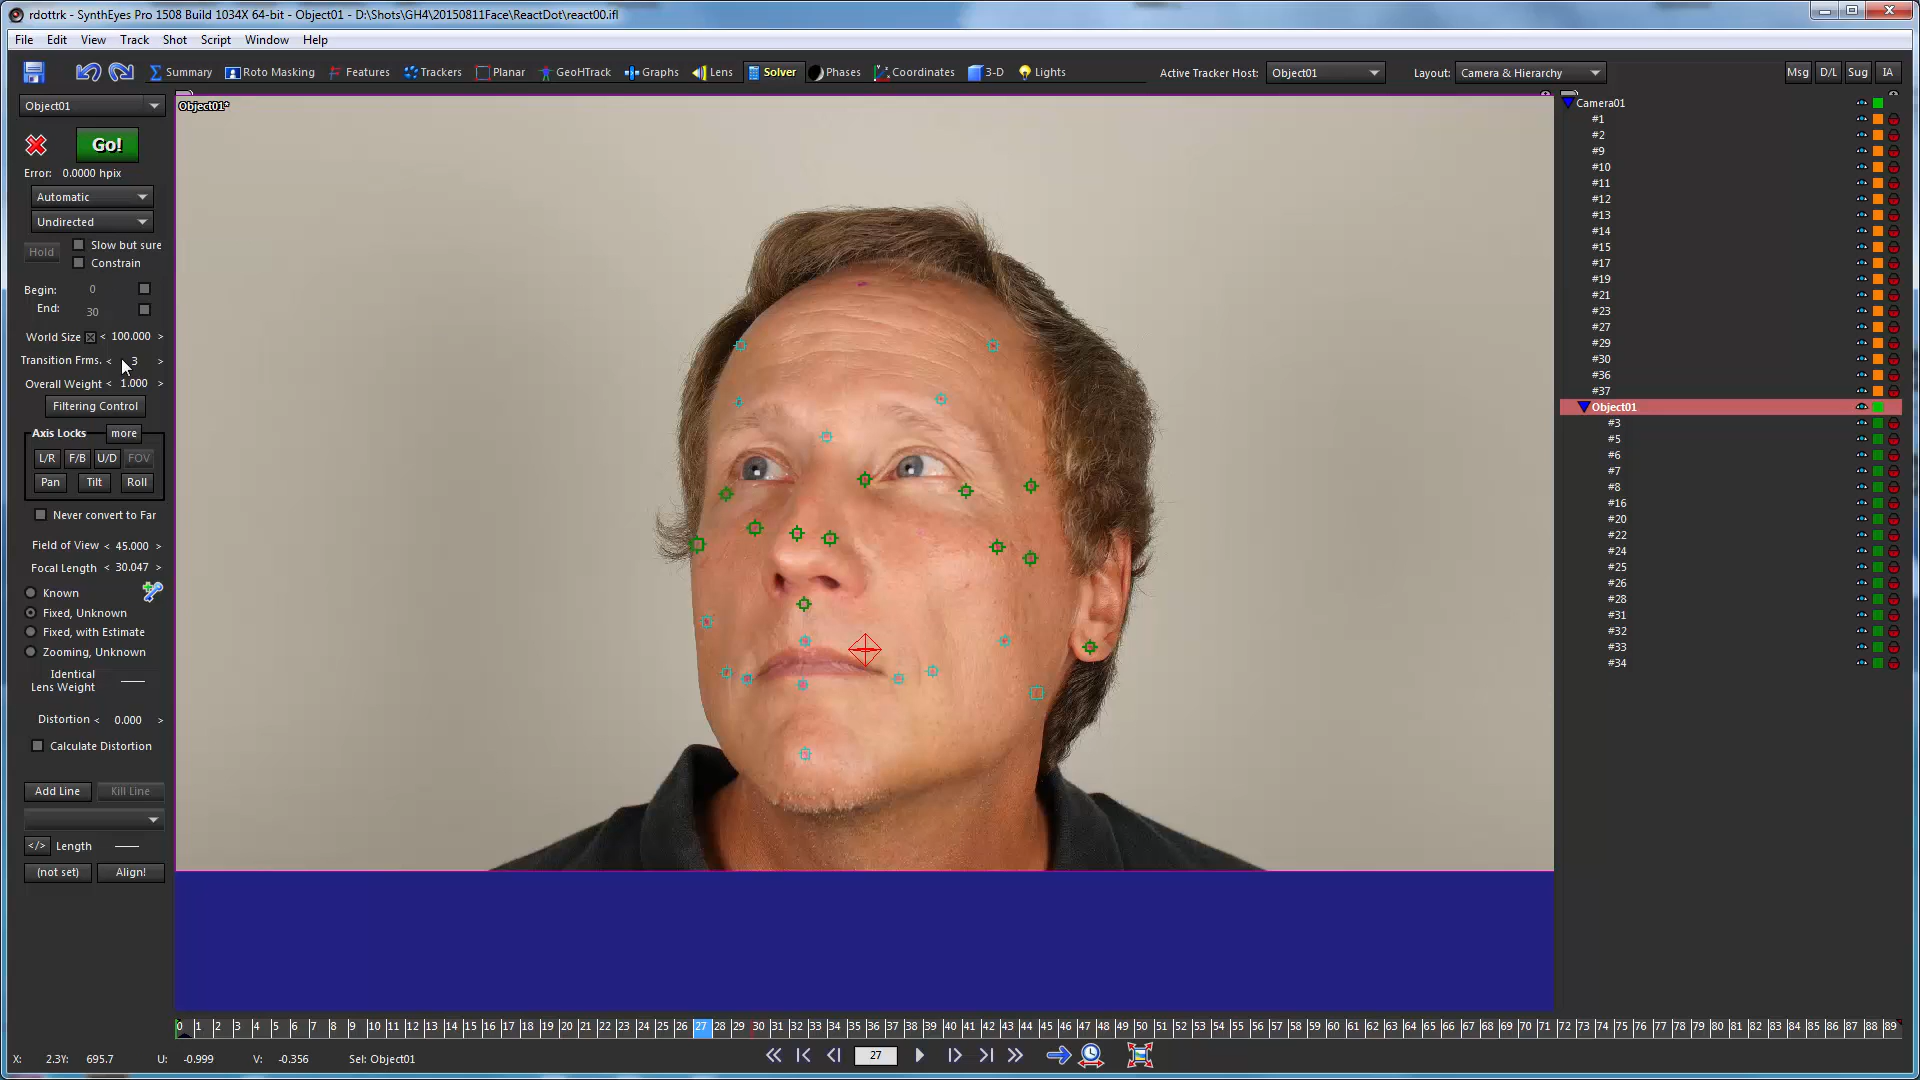 rdottrk - SynthEyes Pro 1508 Build 1034X 64-bit - Object01 - D:\Shots\GH4\20150811Face\ReactDot\react00.ifl
File Edit View Track Shot Script Window Help
Summary Roto Masking Features Trackers Planar GeoHTrack Graphs Lens Solver Phases Coordinates 3-D Lights Active Tracker Host: Object01 Layout: Camera & Hierarchy Msg D/L Sug IA
Object01
Go!
Error: 0.0000 hpix
Automatic
Undirected
Hold
Slow but sure
Constrain
Begin: 0
End: 30
World Size < 100.000 >
Transition Frms. < 3 >
Overall Weight < 1.000 >
Filtering Control
Axis Locks more
L/R F/B U/D FOV
Pan Tilt Roll
Never convert to Far
Field of View < 45.000 >
Focal Length < 30.047 >
Known
Fixed, Unknown
Fixed, with Estimate
Zooming, Unknown
Identical
Lens Weight
Distortion < 0.000 >
Calculate Distortion
Add Line Kill Line
</> Length
(not set) Align!
Object01*
Camera01
#1
#2
#9
#10
#11
#12
#13
#14
#15
#17
#19
#21
#23
#27
#29
#30
#36
#37
Object01
#3
#5
#6
#7
#8
#16
#20
#22
#24
#25
#26
#28
#31
#32
#33
#34
0 1 2 3 4 5 6 7 8 9 10 11 12 13 14 15 16 17 18 19 20 21 22 23 24 25 26 27 28 29 30 31 32 33 34 35 36 37 38 39 40 41 42 43 44 45 46 47 48 49 50 51 52 53 54 55 56 57 58 59 60 61 62 63 64 65 66 67 68 69 70 71 72 73 74 75 76 77 78 79 80 81 82 83 84 85 86 87 88 89
X: 2.3Y: 695.7 U: -0.999 V: -0.356 Sel: Object01
27